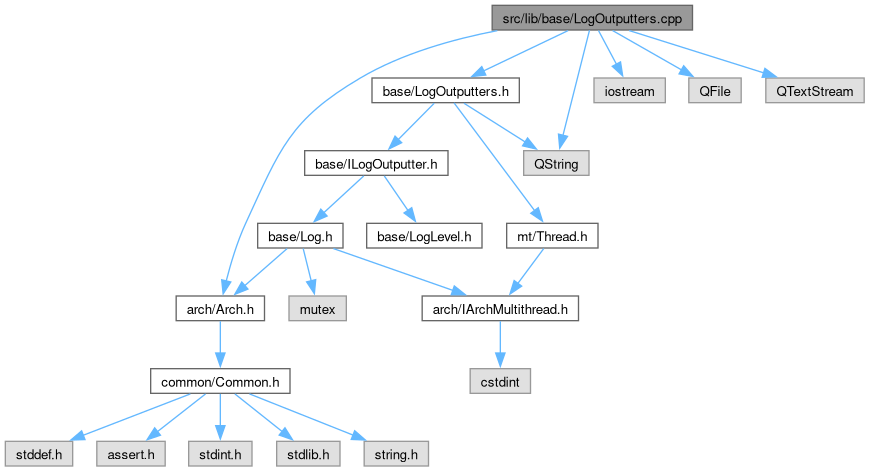 src/lib/base/LogOutputters.cpp
base/LogOutputters.h
iostream
QFile
QTextStream
base/ILogOutputter.h
QString
base/Log.h
base/LogLevel.h
mt/Thread.h
arch/Arch.h
mutex
arch/IArchMultithread.h
common/Common.h
cstdint
stddef.h
assert.h
stdint.h
stdlib.h
string.h